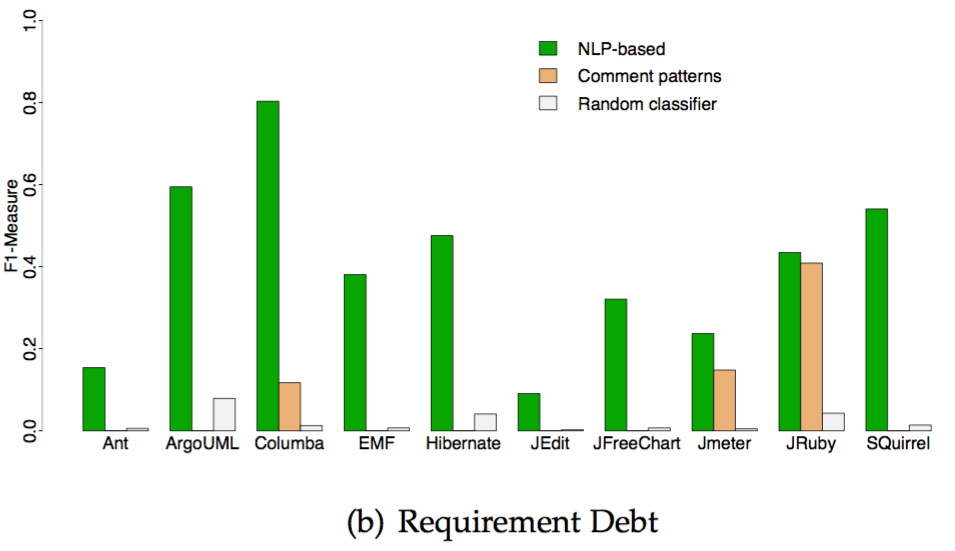 1.0
NLP-based
Comment patterns
Random classifier
0.8
0.6
F1-Measure
0.4
0.2
0.0
Ant ArgoUML Columba EMF Hibernate JEdit JFreeChart Jmeter JRuby SQuirrel
(b) Requirement Debt